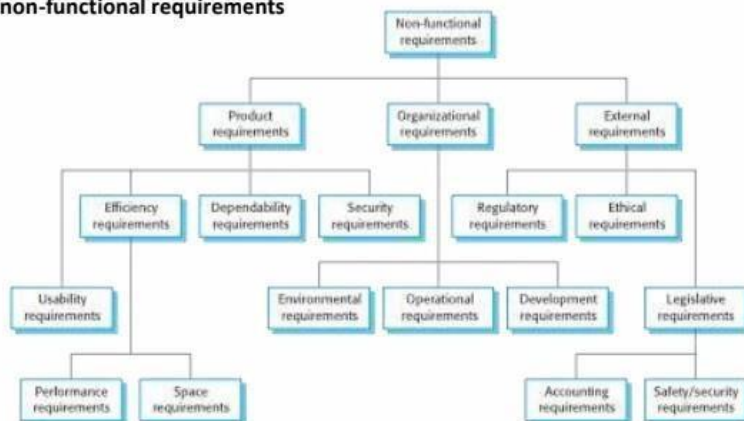 non-functional requirements
Non-functional
requirements
Product
requirements
Organizational
requirements
External
requirements
Efficiency
requirements
Dependability
requirements
Security
requirements
Regulatory
requirements
Ethical
requirements
Usability
requirements
Environmental
requirements
Operational
requirements
Development
requirements
Legislative
requirements
Performance
requirements
Space
requirements
Accounting
requirements
Safety/security
requirements